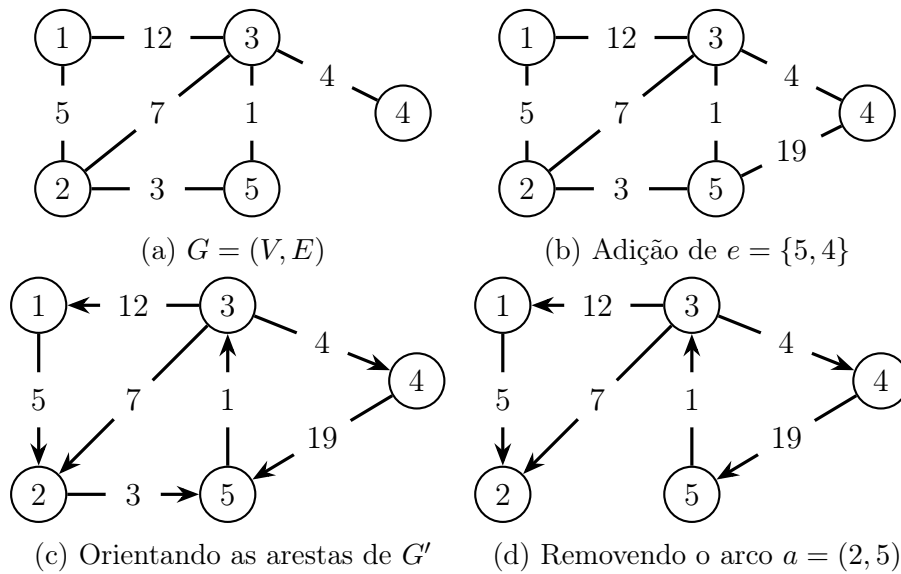 1 12 3 1 12 3
4 4
5 7 1 4 5 7 1 4
19
2 3 5 2 3 5
(a) G = (V, E) (b) Adição de e = {5, 4}
1 12 3 1 12 3
4 4
5 7 1 4 5 7 1 4
19 19
2 3 5 2 5
(c) Orientando as arestas de G′ (d) Removendo o arco a = (2, 5)